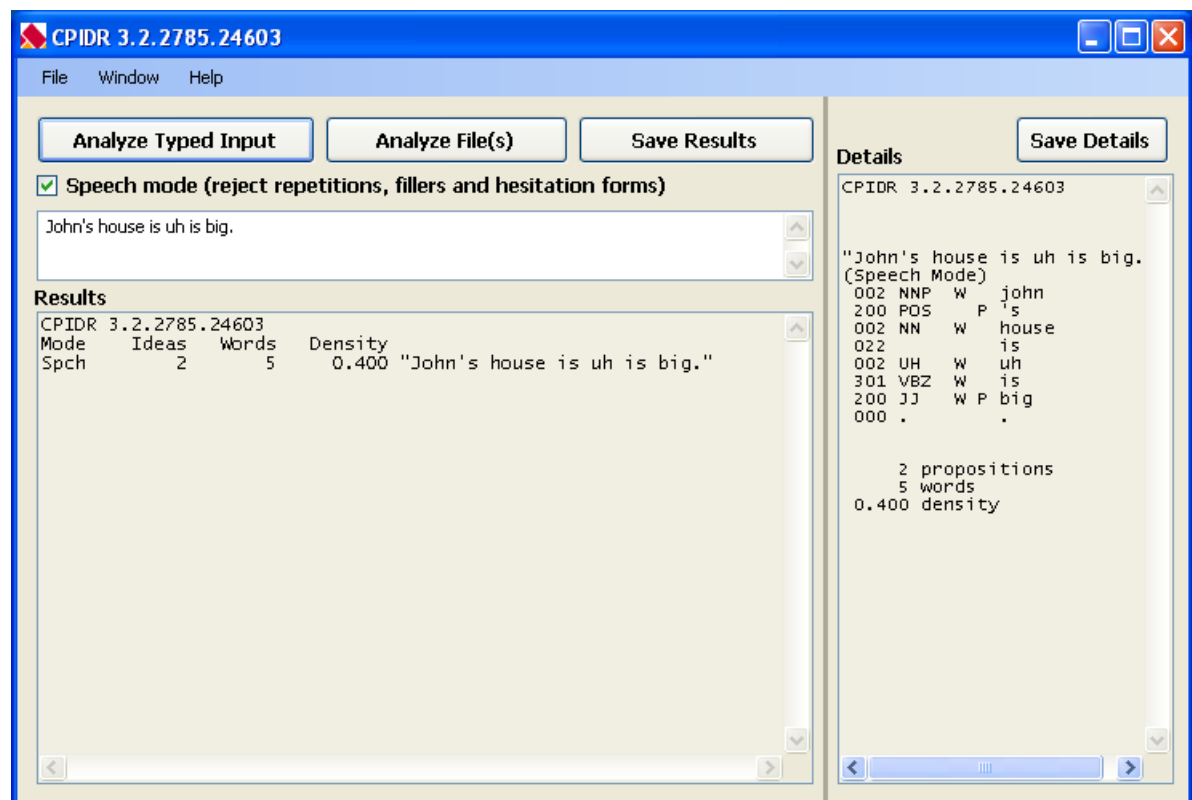 CPIDR 3.2.2785.24603
File Window Help
Analyze Typed Input Analyze File(s) Save Results
Speech mode (reject repetitions, fillers and hesitation forms)
John's house is uh is big.
Results
CPIDR 3.2.2785.24603
Mode Ideas Words Density
Spch 2 5 0.400 "John's house is uh is big."
Save Details
Details
CPIDR 3.2.2785.24603
"John's house is uh is big.
(Speech Mode)
002 NNP W john
200 POS P 's
002 NN W house
022 is
002 UH W uh
301 VBZ W is
200 JJ W P big
000 . .
2 propositions
5 words
0.400 density